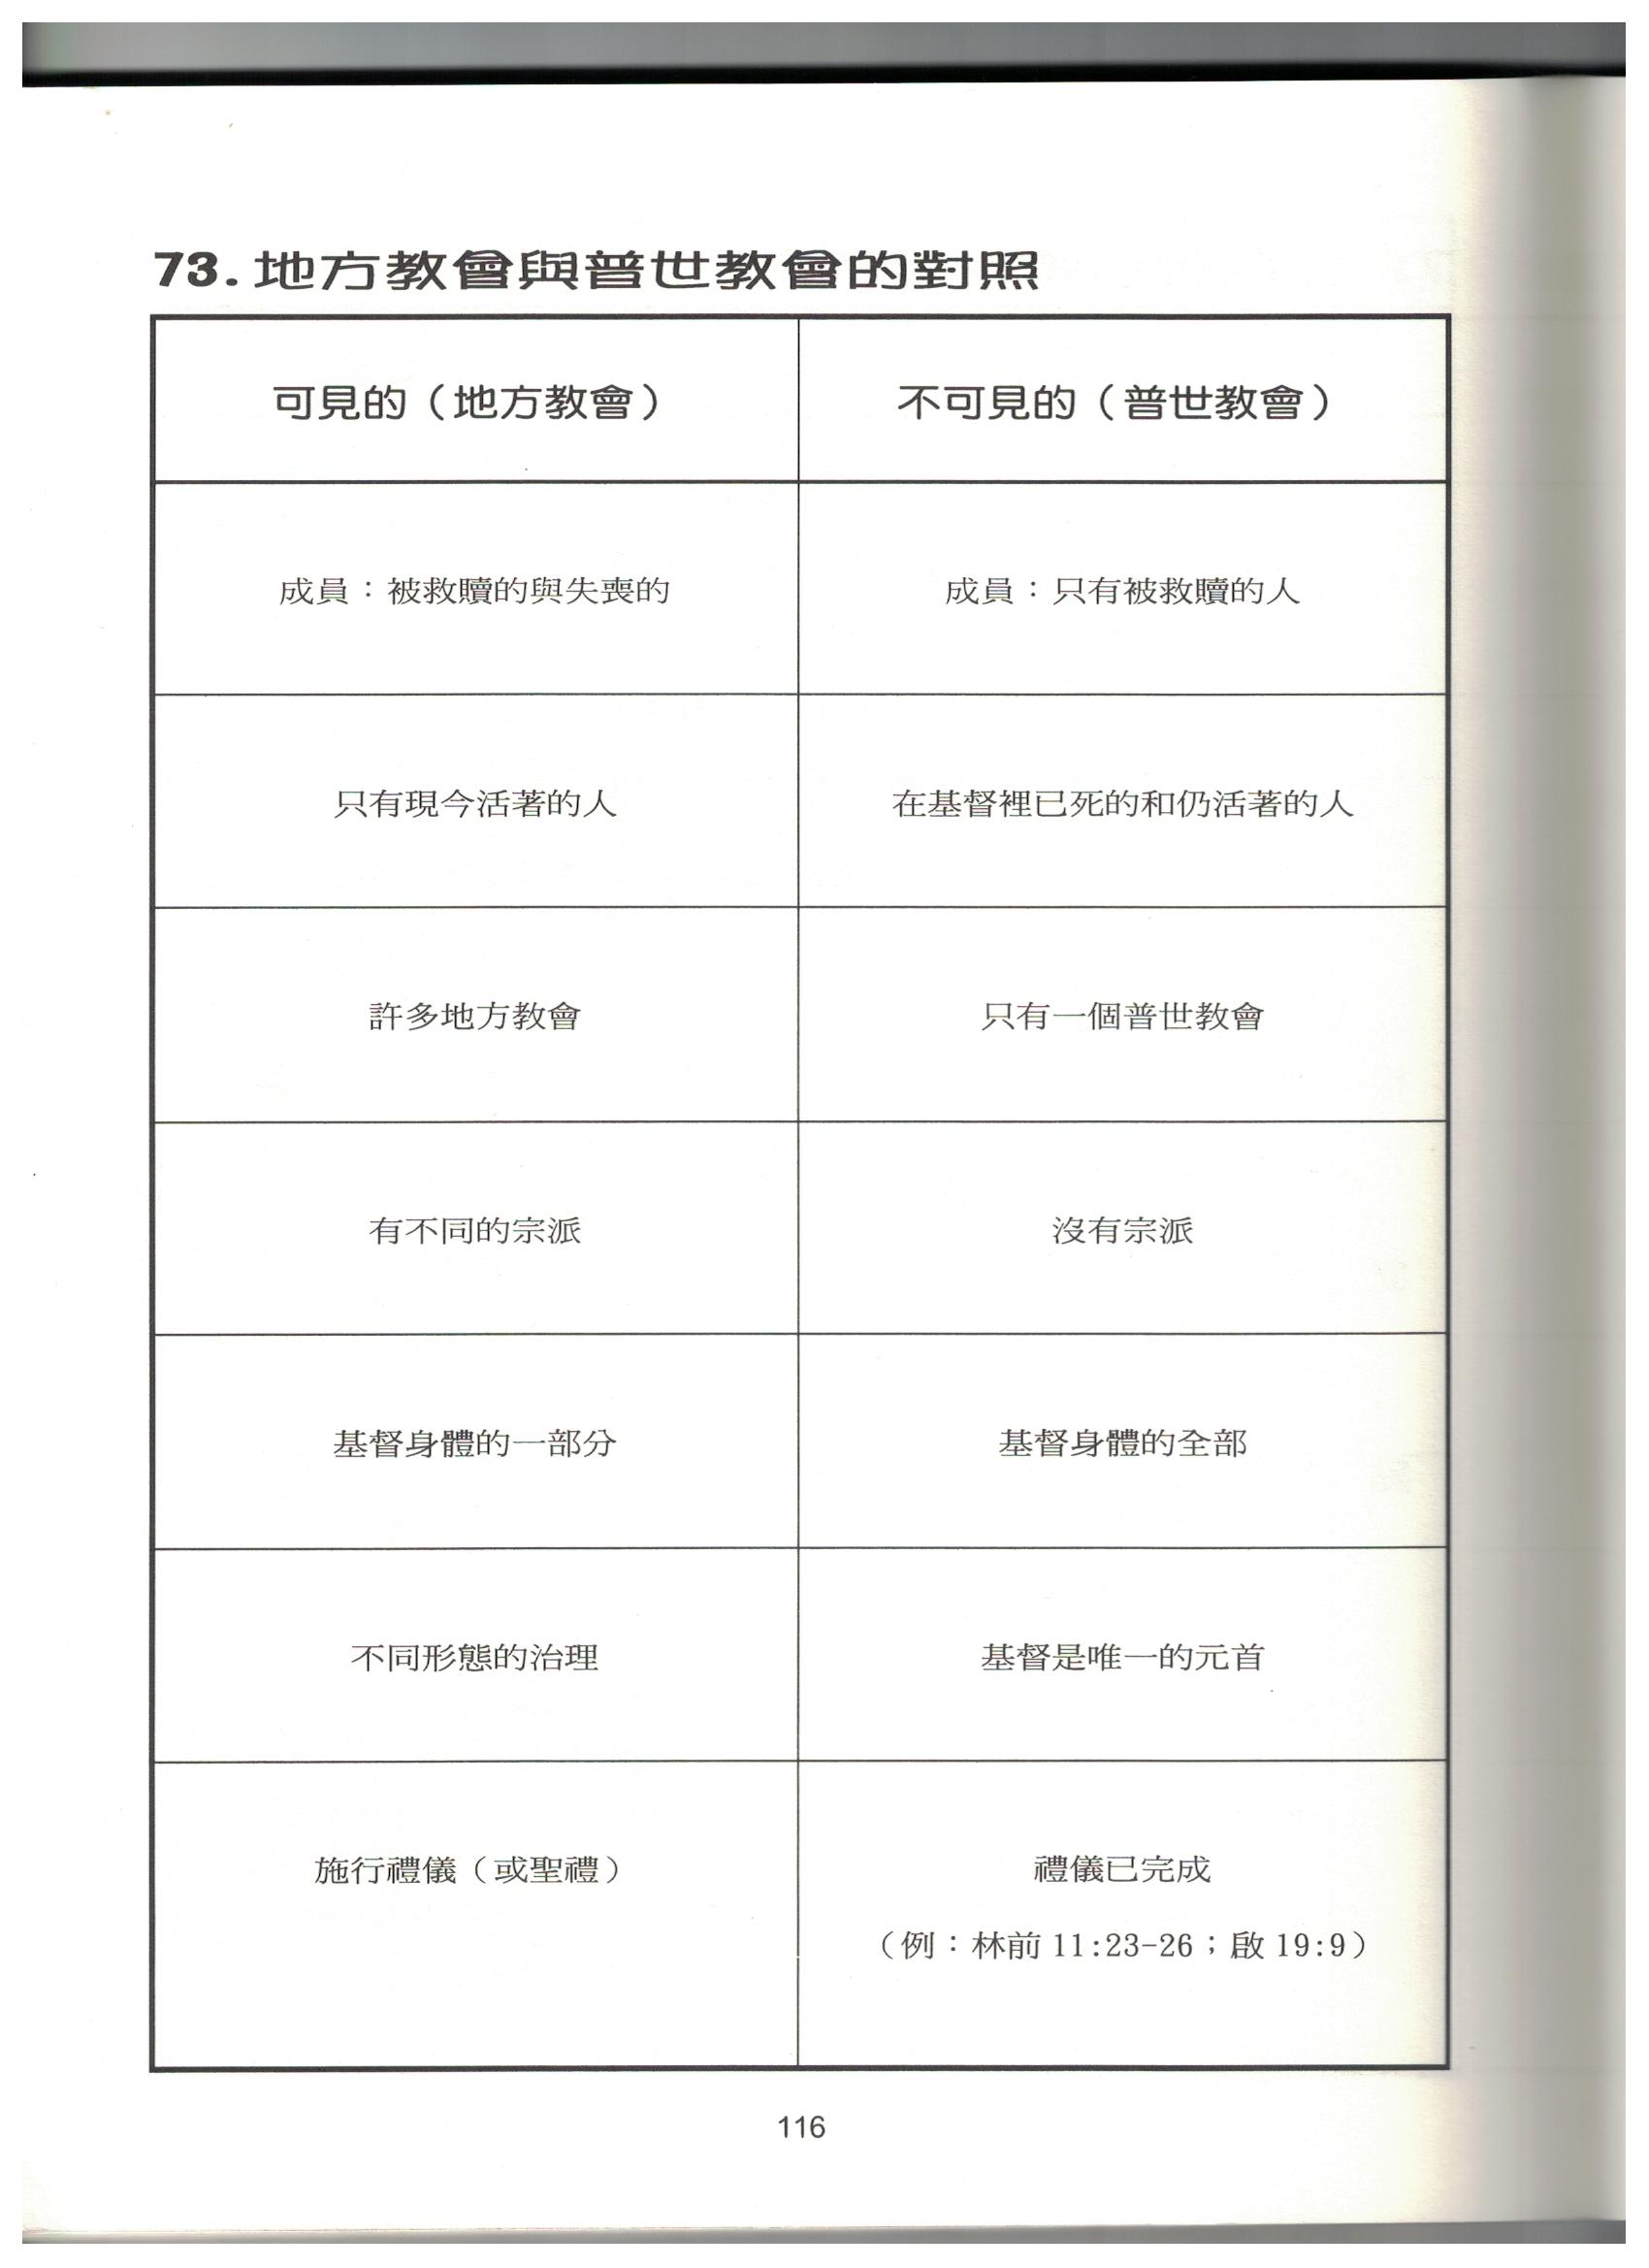 73. 地方教會與普世教會的對照
可見的（地方教會）
不可見的（普世教會）
成員：被救贖的與失喪的
成員：只有被救贖的人
只有現今活著的人
在基督裡已死的和仍活著的人
許多地方教會
只有一個普世教會
有不同的宗派
沒有宗派
基督身體的一部分
基督身體的全部
不同形態的治理
基督是唯一的元首
施行禮儀（或聖禮）
禮儀已完成
（例：林前 11:23-26；啟 19:9）
116